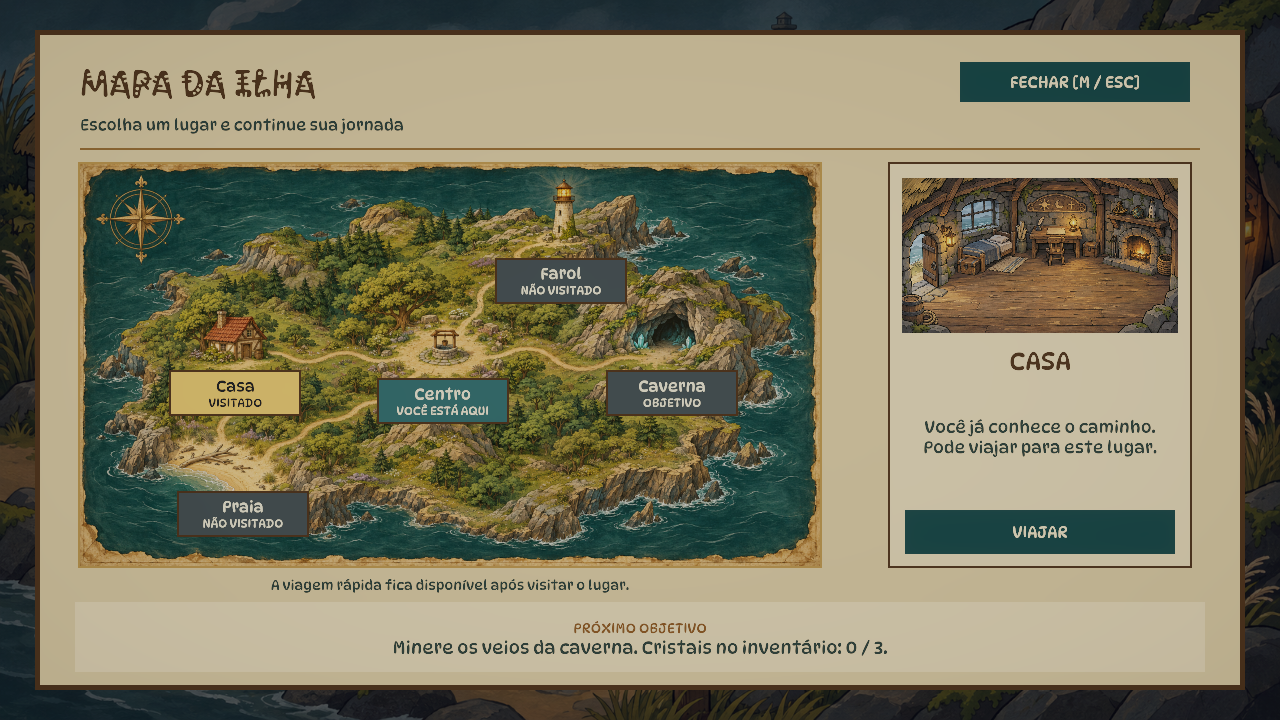 MAPA DA ILHA
FECHAR [M / ESC]
Escolha um lugar e continue sua jornada
Farol
NÃO VISITADO
Casa
VISITADO
Centro
VOCÊ ESTÁ AQUI
Caverna
OBJETIVO
Praia
NÃO VISITADO
CASA
Você já conhece o caminho.
Pode viajar para este lugar.
VIAJAR
A viagem rápida fica disponível após visitar o lugar.
PRÓXIMO OBJETIVO
Minere os veios da caverna. Cristais no inventário: 0 / 3.